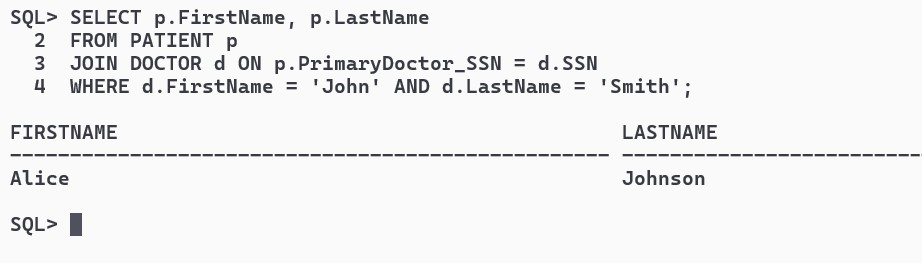 SQL> SELECT p.FirstName, p.LastName
  2  FROM PATIENT p
  3  JOIN DOCTOR d ON p.PrimaryDoctor_SSN = d.SSN
  4  WHERE d.FirstName = 'John' AND d.LastName = 'Smith';
FIRSTNAME                                          LASTNAME
-------------------------------------------------- -------------------------
Alice                                              Johnson
SQL>